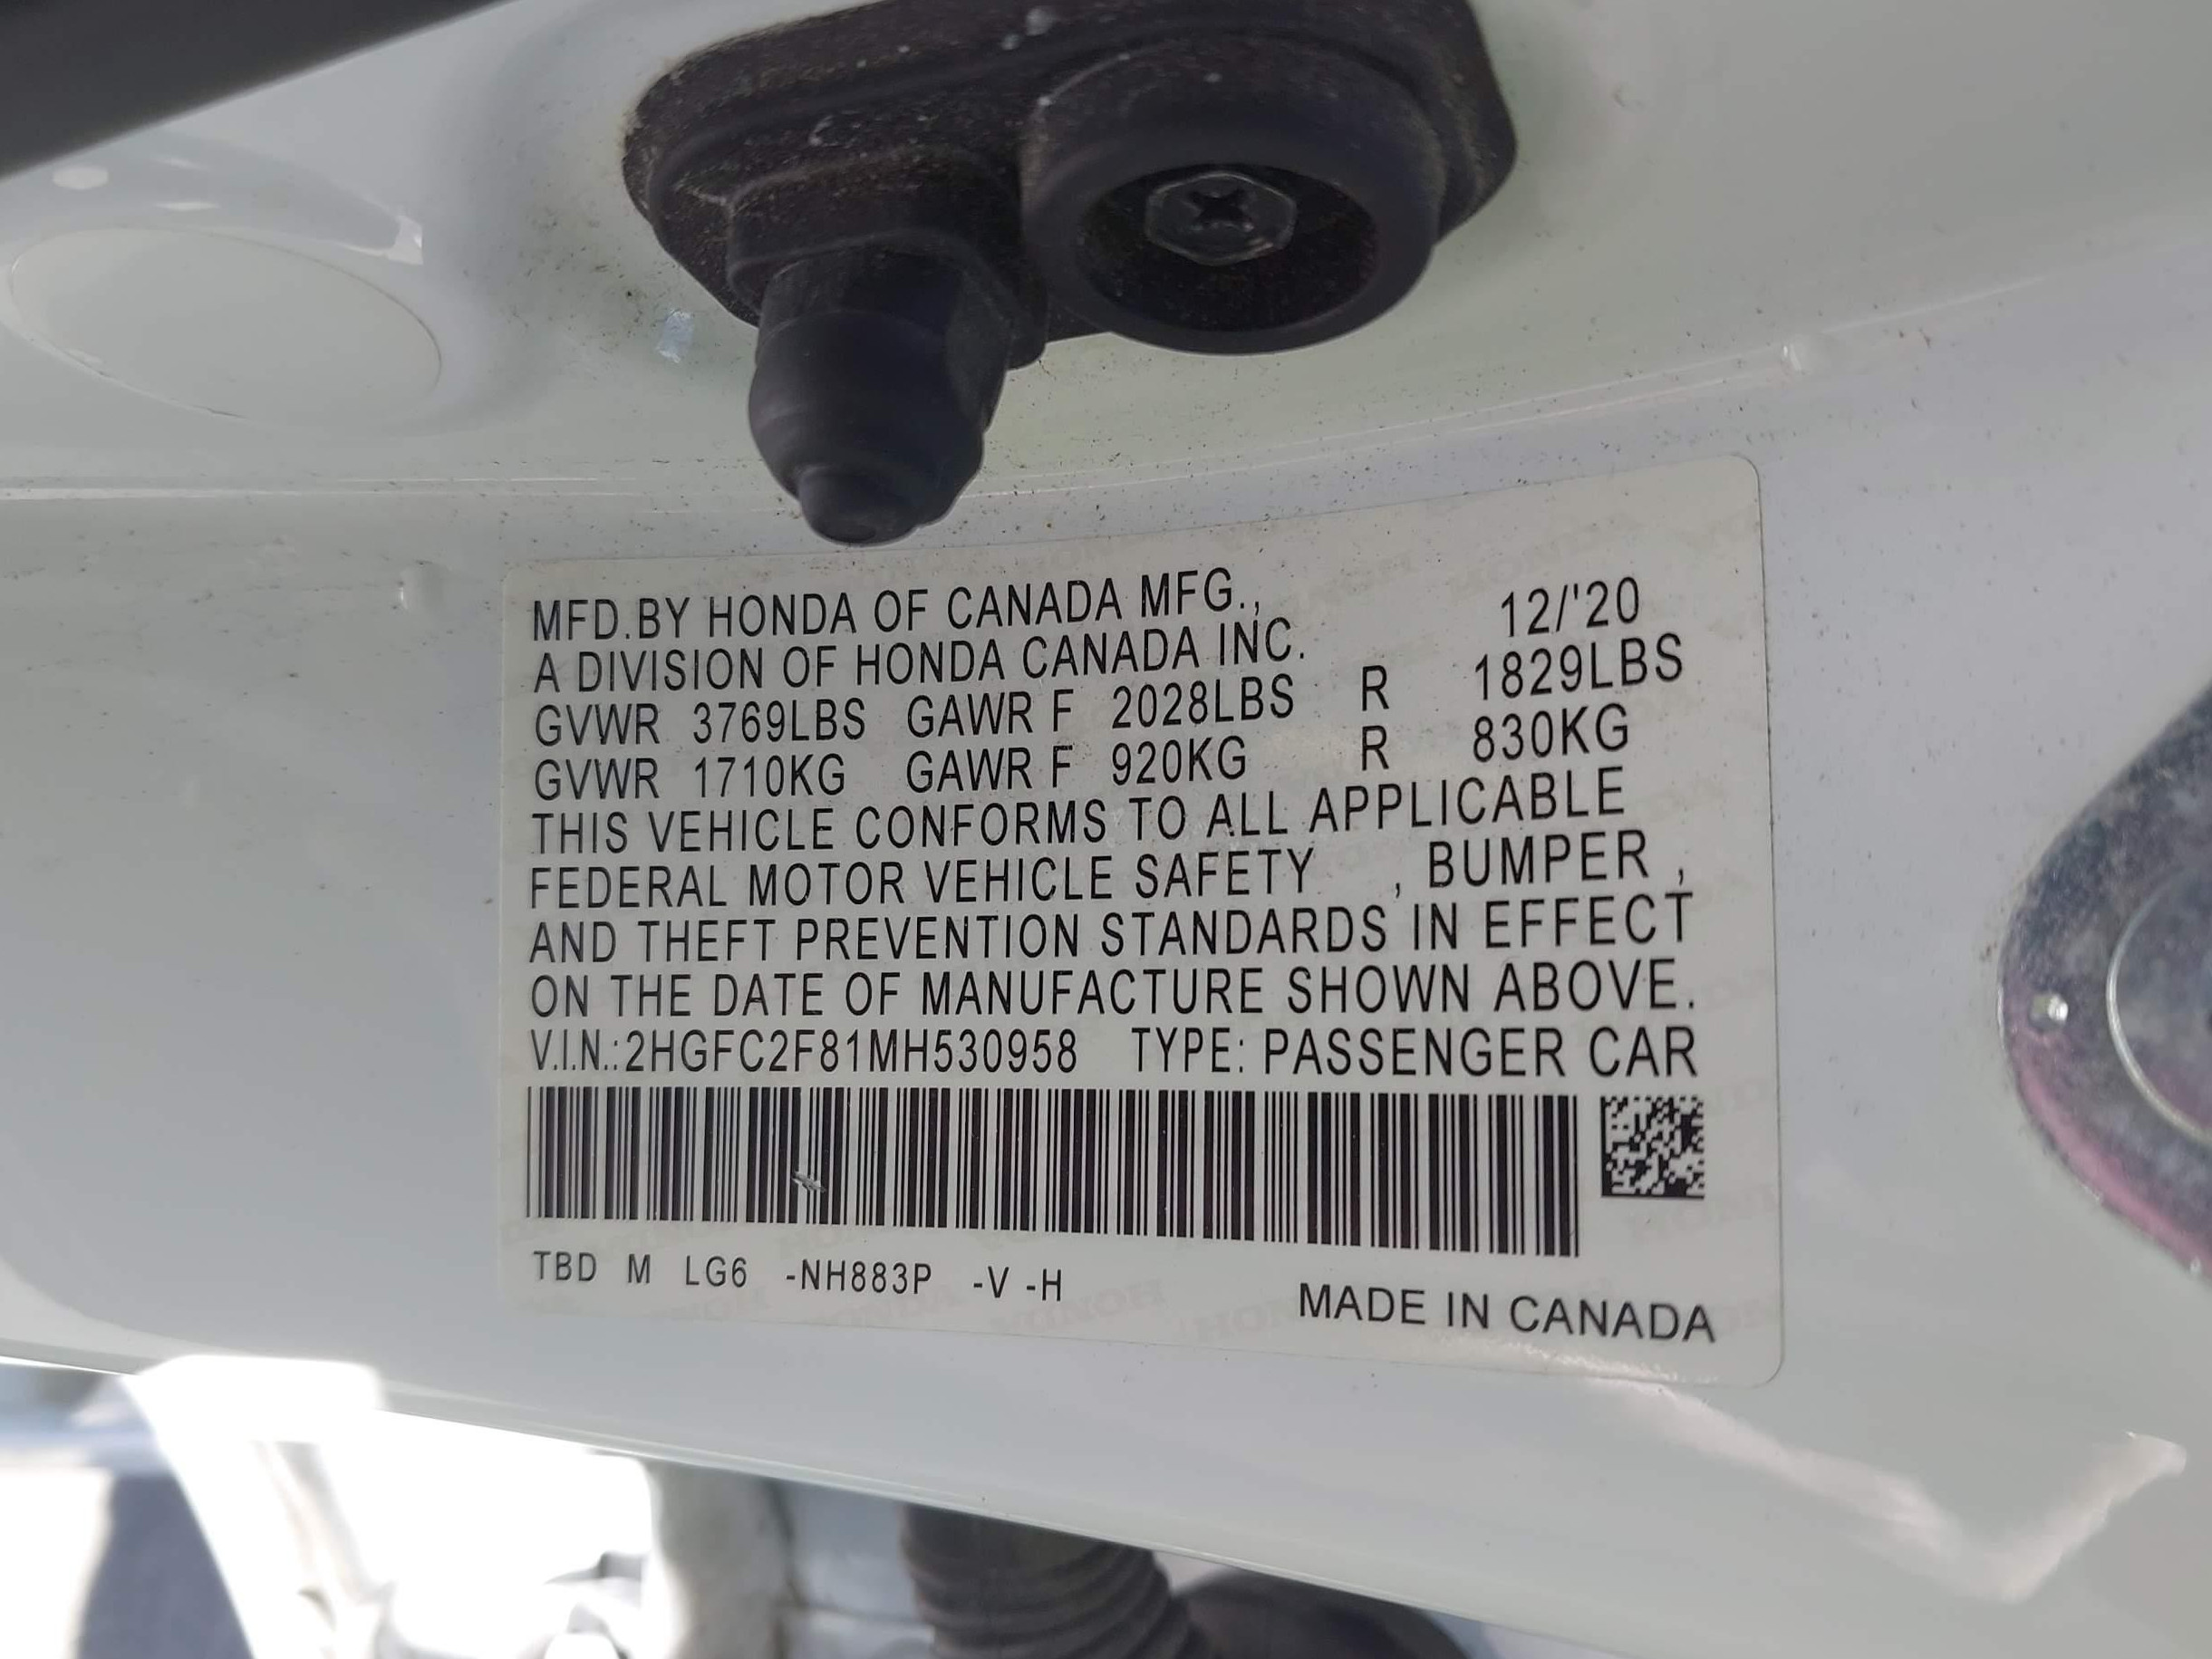 MFD.BY HONDA OF CANADA MFG., 12/'20
A DIVISION OF HONDA CANADA INC.
GVWR 3769LBS GAWR F 2028LBS R 1829LBS
GVWR 1710KG GAWR F 920KG R 830KG
THIS VEHICLE CONFORMS TO ALL APPLICABLE
FEDERAL MOTOR VEHICLE SAFETY , BUMPER ,
AND THEFT PREVENTION STANDARDS IN EFFECT
ON THE DATE OF MANUFACTURE SHOWN ABOVE.
V.I.N.:2HGFC2F81MH530958 TYPE: PASSENGER CAR
TBD M LG6 -NH883P -V -H
MADE IN CANADA